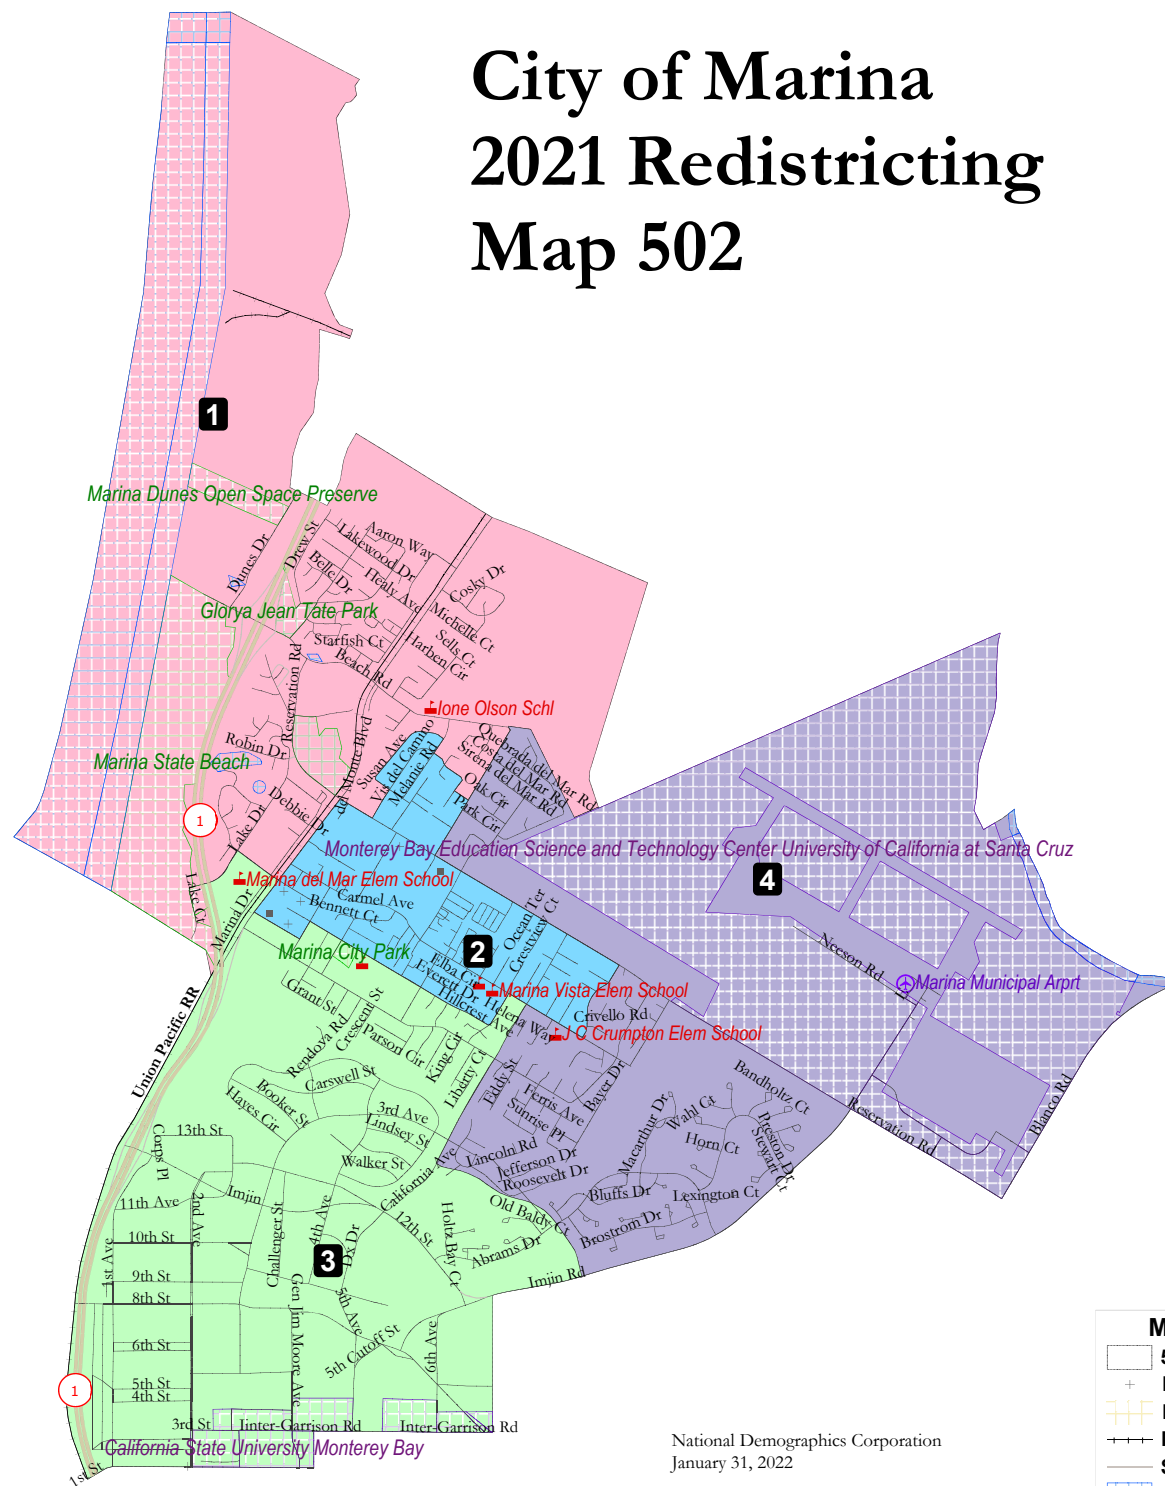 City of Marina
2021 Redistricting
Map 502
1
Marina Dunes Open Space Preserve
Dunes Dr
Drew St
Aaron Way
Lakewood Dr
Belle Dr
Healy Ave
Cosky Dr
Glorya Jean Tate Park
Michelle Ct
Sells Ct
Harben Cir
Starfish Ct
Beach Rd
Reservation Rd
Ione Olson Schl
Robin Dr
Marina State Beach
del Monte Blvd
Susan Ave
Vis del Camino
Melanie Rd
Quebrada del Mar Rd
Costa del Mar Rd
Sirena del Mar Rd
Oak Cir
Park Cir
1
Lake Dr
Debbie Dr
Monterey Bay Education Science and Technology Center University of California at Santa Cruz
4
Marina del Mar Elem School
Lake Ct
Marina Dr
Carmel Ave
Bennett Ct
Ocean Ter
Crestview Ct
Marina City Park
2
Elba Cir
Everett Dr
Hillcrest Ave
Helena Way
Neeson Rd
Marina Municipal Arprt
Marina Vista Elem School
Crivello Rd
J C Crumpton Elem School
Union Pacific RR
Grant St
Rendova Rd
Crescent St
Parson Cir
King Cir
Liberty Ct
Eddy St
Ferris Ave
Sunrise Pl
Bayer Dr
Bandholtz Ct
Macarthur Dr
Wahl Ct
Horn Ct
Preston Dr
Stewart Ct
Reservation Rd
Blanco Rd
Carswell St
Booker St
Hayes Cir
3rd Ave
Lindsey St
Walker St
California Ave
Lincoln Rd
Jefferson Dr
Roosevelt Dr
Bluffs Dr
Lexington Ct
Brostrom Dr
Old Baldy Ct
Abrams Dr
Imjin Rd
13th St
Corps Pl
Imjin
11th Ave
2nd Ave
10th St
1st Ave
Challenger St
4th Ave
Dx Dr
12th St
Holtz Bay Ct
3
9th St
8th St
Gen Jim Moore Ave
5th Ave
5th Cutoff St
6th Ave
6th St
5th St
4th St
1
3rd St
Iinter-Garrison Rd
Inter-Garrison Rd
California State University Monterey Bay
1st St
National Demographics Corporation
January 31, 2022
M